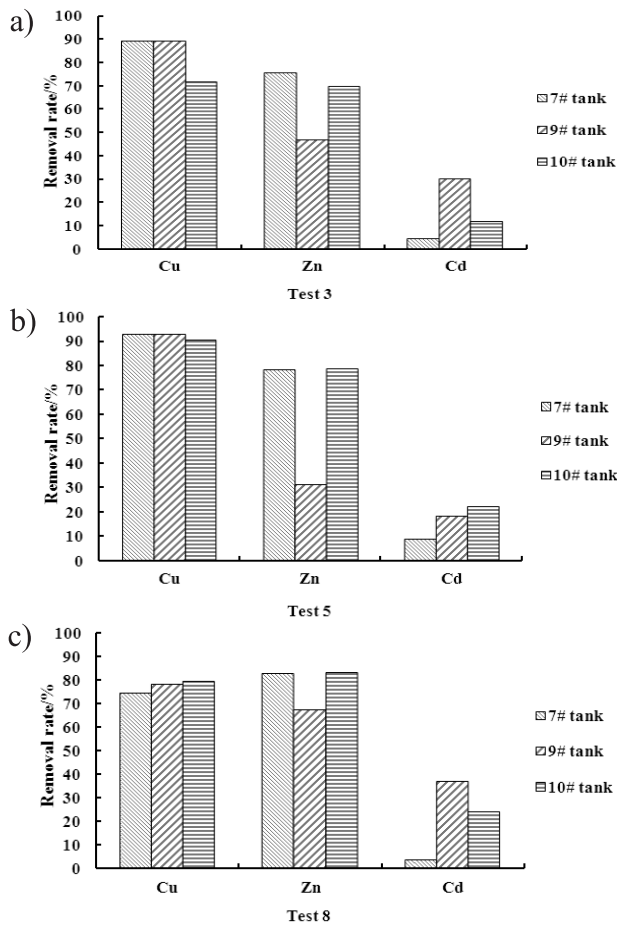 a)
Removal rate/%
100
90
80
70
60
50
40
30
20
10
0
Cu Zn Cd
Test 3
7# tank
9# tank
10# tank
b)
Removal rate/%
100
90
80
70
60
50
40
30
20
10
0
Cu Zn Cd
Test 5
7# tank
9# tank
10# tank
c)
Removal rate/%
100
90
80
70
60
50
40
30
20
10
0
Cu Zn Cd
Test 8
7# tank
9# tank
10# tank